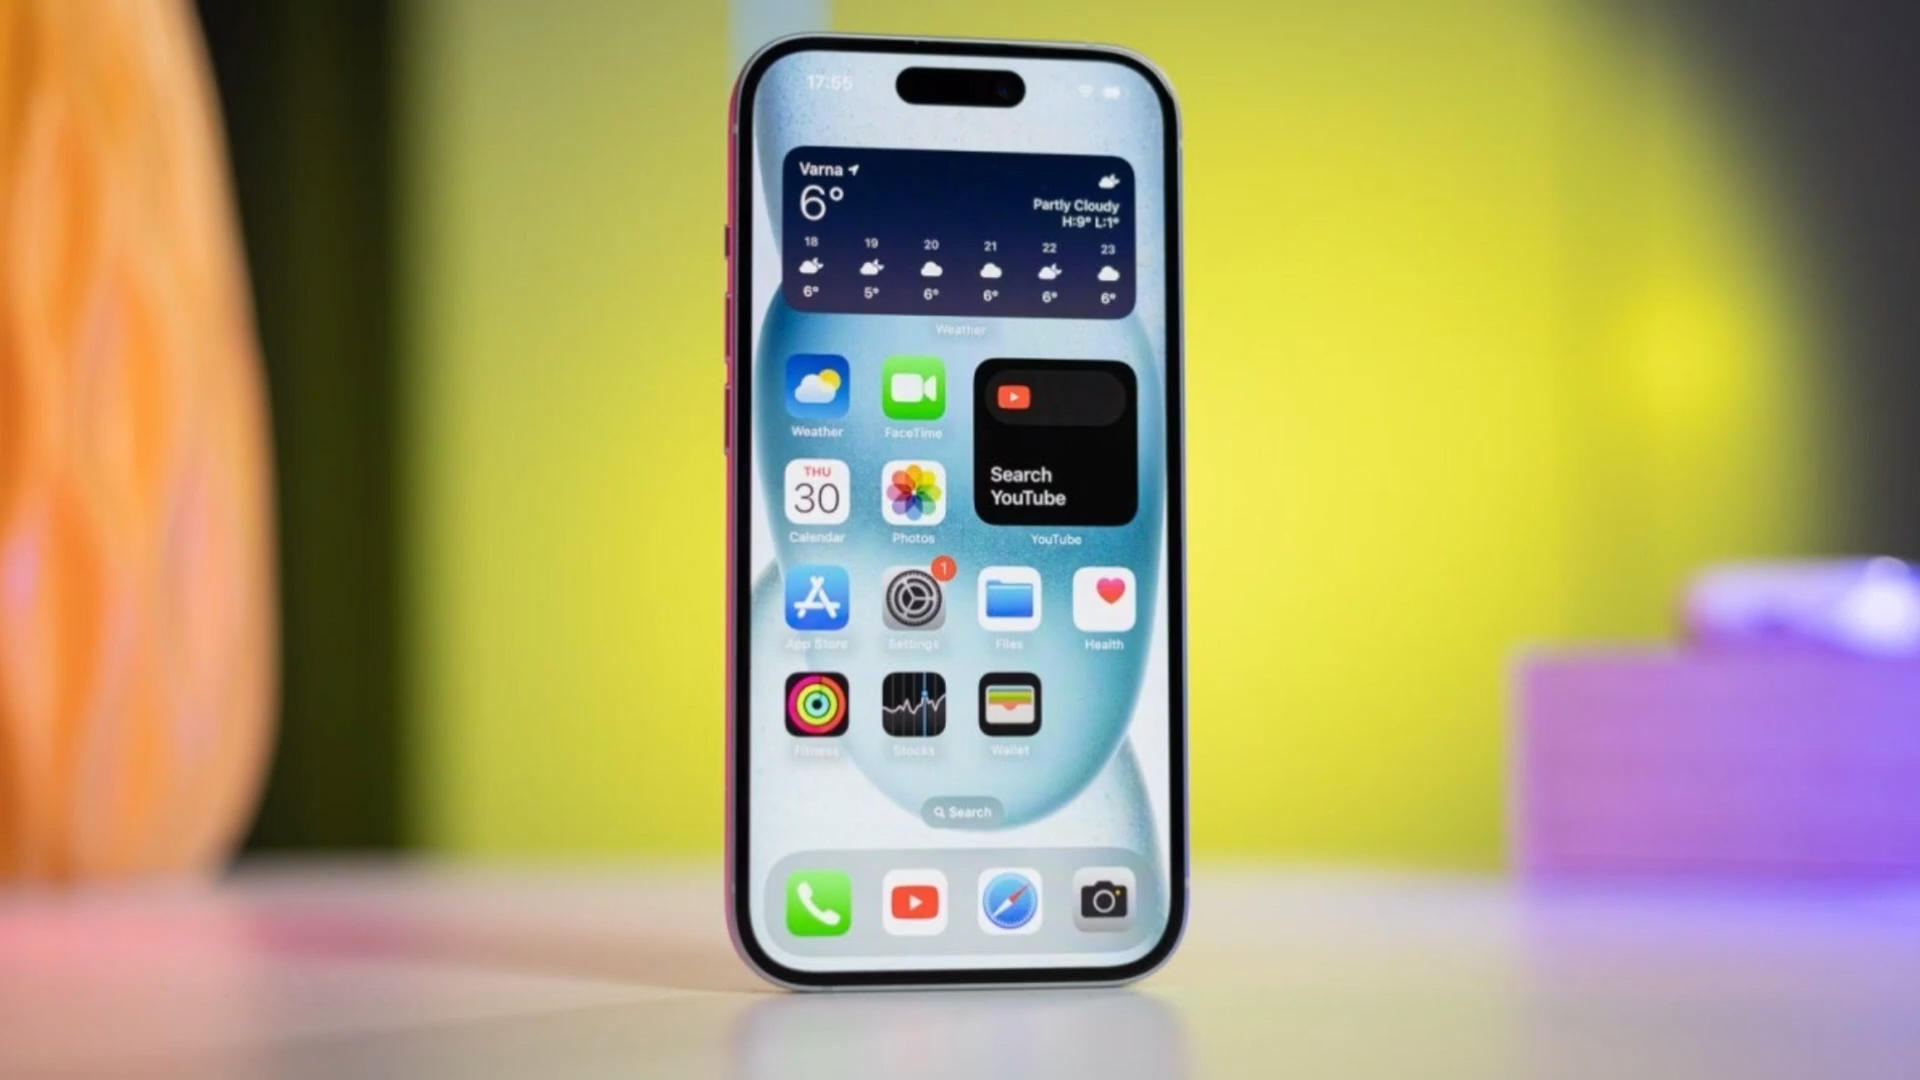 17:55
Varna
6°
Partly Cloudy
H:9° L:1°
18 19 20 21 22 23
6° 5° 6° 6° 6° 6°
Weather
Weather FaceTime
Search
YouTube
THU
30
Calendar Photos YouTube
1
App Store Settings Files Health
Fitness Stocks Wallet
Search